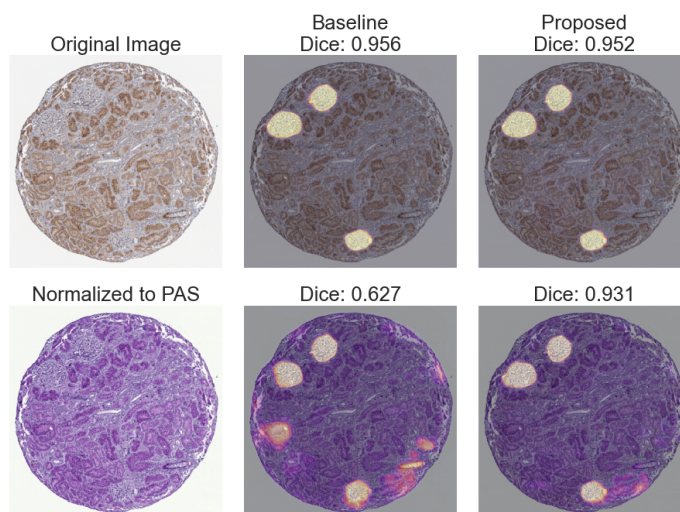 Original Image
Baseline
Dice: 0.956
Proposed
Dice: 0.952
Normalized to PAS
Dice: 0.627
Dice: 0.931